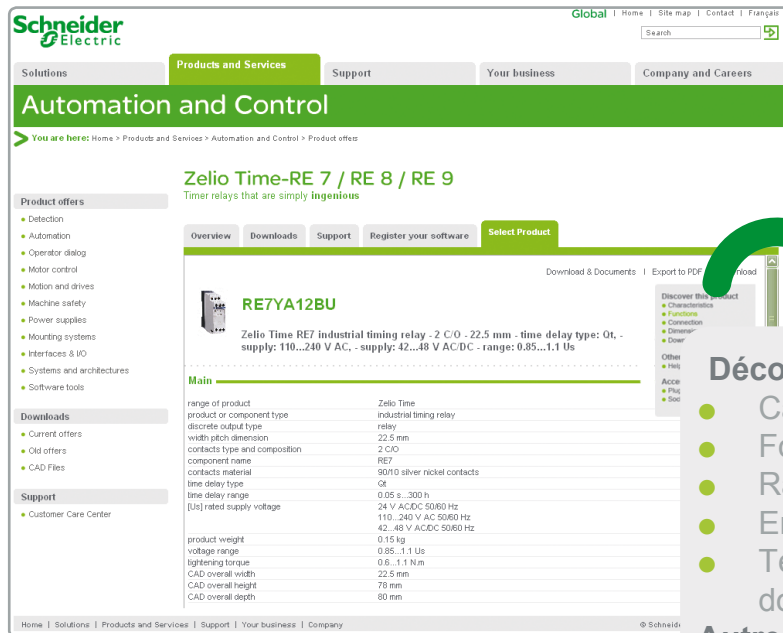 Global | Home | Site map | Contact | Français
Schneider Electric
Search
Solutions
Products and Services
Support
Your business
Company and Careers
Automation and Control
You are here: Home > Products and Services > Automation and Control > Product offers
Zelio Time-RE 7 / RE 8 / RE 9
Timer relays that are simply ingenious
Product offers
Detection
Automation
Operator dialog
Motor control
Motion and drives
Machine safety
Power supplies
Mounting systems
Interfaces & I/O
Systems and architectures
Software tools
Downloads
Current offers
Old offers
CAD Files
Support
Customer Care Center
Overview
Downloads
Support
Register your software
Select Product
Download & Documents | Export to PDF
RE7YA12BU
Zelio Time RE7 industrial timing relay - 2 C/O - 22.5 mm - time delay type: Qt, -
supply: 110...240 V AC, - supply: 42...48 V AC/DC - range: 0.85...1.1 Us
Discover this product
Characteristics
Functions
Connection
Main
range of product Zelio Time
product or component type industrial timing relay
discrete output type relay
width pitch dimension 22.5 mm
contacts type and composition 2 C/O
component name RE7
contacts material 90/10 silver nickel contacts
time delay type Qt
time delay range 0.05 s...300 h
[Us] rated supply voltage 24 V AC/DC 50/60 Hz
110...240 V AC 50/60 Hz
42...48 V AC/DC 50/60 Hz
product weight 0.15 kg
voltage range 0.85...1.1 Us
tightening torque 0.6...1.1 N.m
CAD overall width 22.5 mm
CAD overall height 78 mm
CAD overall depth 80 mm
Home | Solutions | Products and Services | Support | Your business | Company